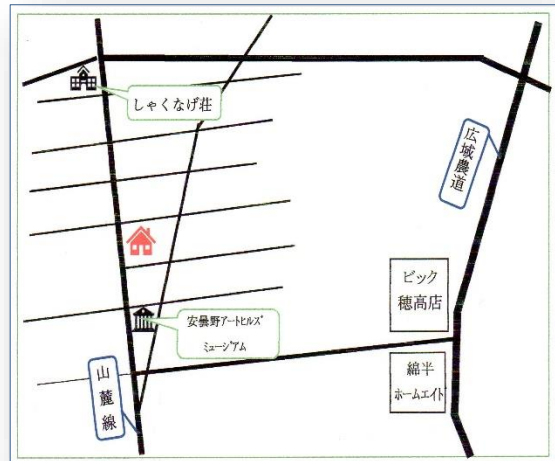 しゃくなげ荘
広域農道
ビック
穂高店
安曇野アートヒルズ
ミュージアム
綿半
ホームエイト
山麓線